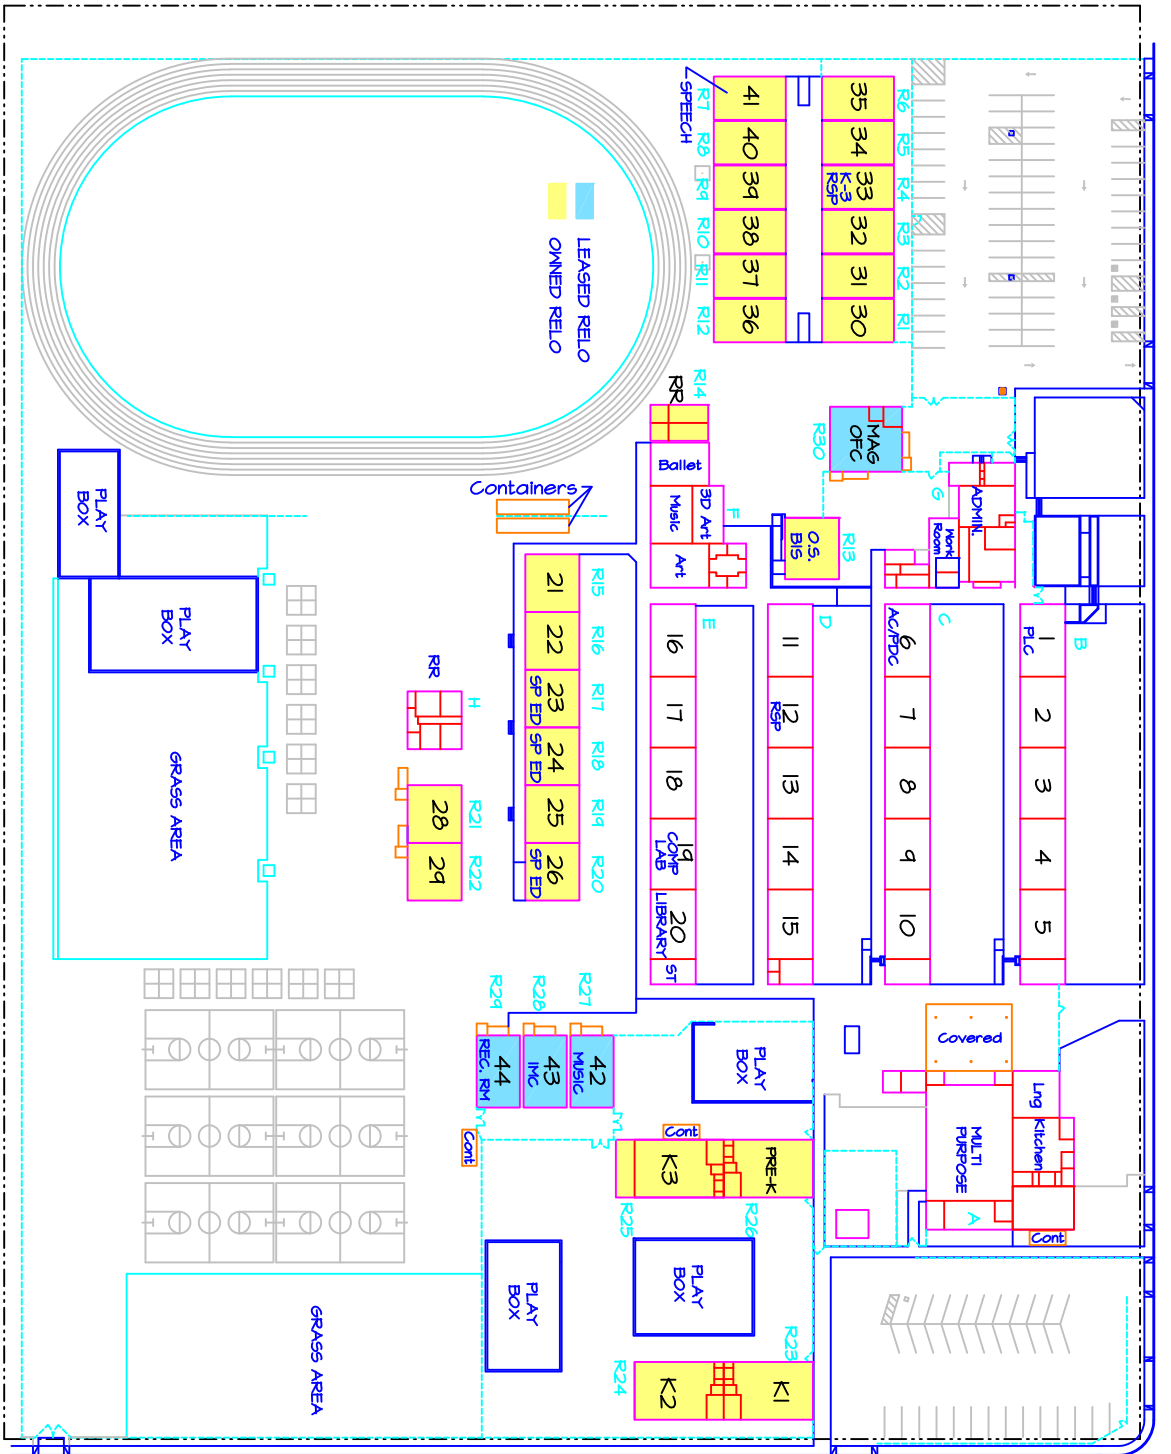 41
40
39
38
37
36
SPEECH
R7
R8
R9
R10
R11
R12
35
34
33
K-3
RSP
32
31
30
R6
R5
R4
R3
R2
R1
LEASED RELO
OWNED RELO
RR
R14
MAG
OFC
R30
Ballet
Music
3D Art
Art
F
O.S.
BIS
R13
G
ADMIN.
Work
Room
Containers
PLAY
BOX
PLAY
BOX
GRASS AREA
21
22
23
SP ED
24
SP ED
25
26
SP ED
R15
R16
R17
R18
R19
R20
RR
H
28
29
R21
R22
16
17
18
19
COMP
LAB
20
LIBRARY
ST
E
11
12
RSP
13
14
15
D
6
AC/PDC
7
8
9
10
C
1
PLC
2
3
4
5
B
R29
R28
R27
44
REC. RM
43
IMC
42
MUSIC
Cont
Cont
PLAY
BOX
Covered
Lng
Kitchen
MULTI
PURPOSE
A
Cont
K3
PRE-K
R25
R26
PLAY
BOX
PLAY
BOX
GRASS AREA
R23
R24
K2
K1
N
N
N
N
N
N
N
N
N
N
N
N
N
N